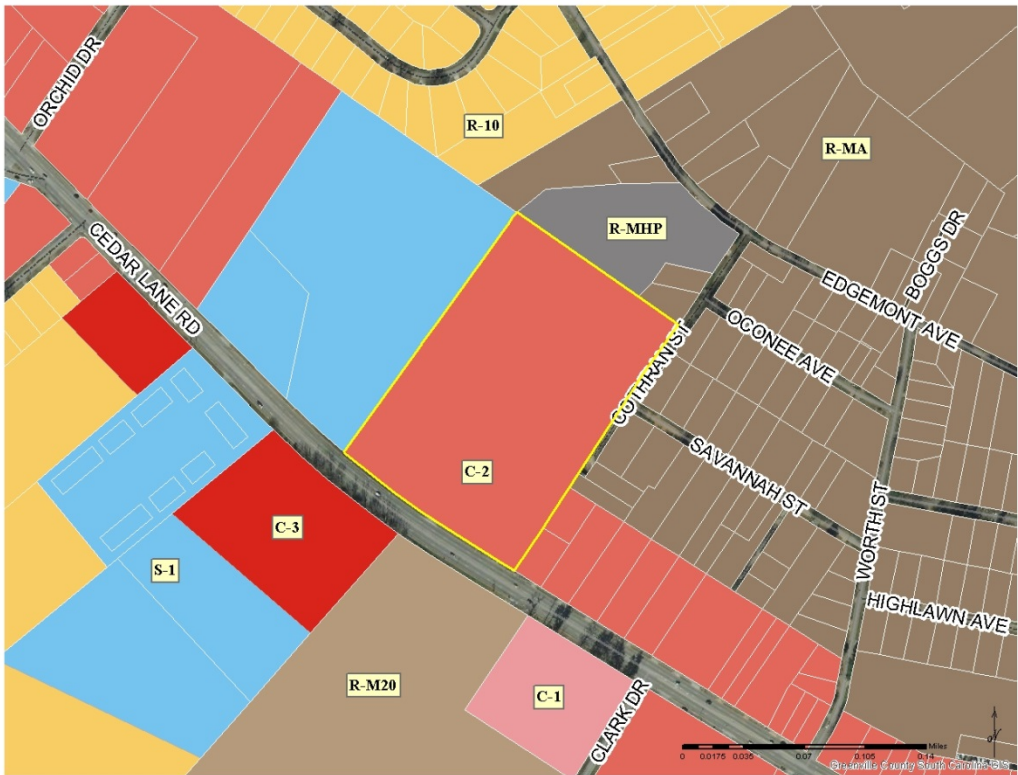 ORCHID DR
R-10
R-MA
R-MHP
BOGGS DR
CEDAR LANE RD
EDGEMONT AVE
OCONEE AVE
COTHRAN ST
C-2
SAVANNAH ST
C-3
WORTH ST
S-1
HIGHLAWN AVE
R-M20
C-1
CLARK DR
N
Miles
0 0.0175 0.035 0.07 0.105 0.14
Greenville County South Carolina GIS